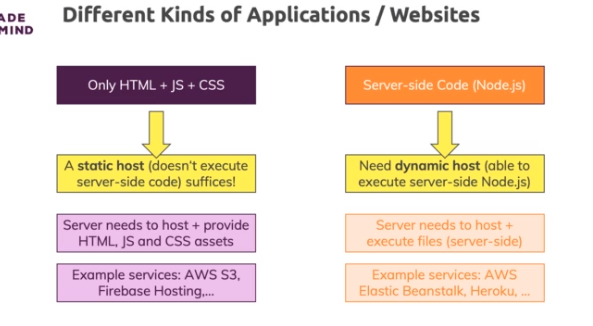 ADE
MIND
Different Kinds of Applications / Websites
Only HTML + JS + CSS
A static host (doesn't execute
server-side code) suffices!
Server needs to host + provide
HTML, JS and CSS assets
Example services: AWS S3,
Firebase Hosting,...
Server-side Code (Node.js)
Need dynamic host (able to
execute server-side Node.js)
Server needs to host +
execute files (server-side)
Example services: AWS
Elastic Beanstalk, Heroku, ...